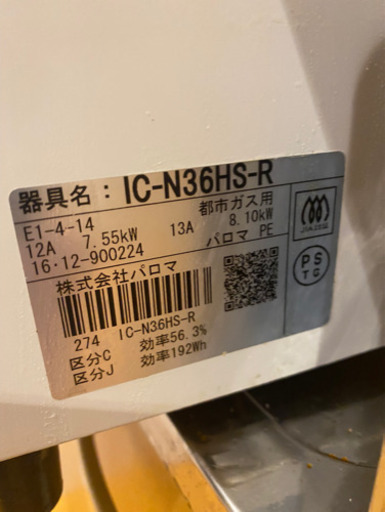 器具名：IC-N36HS-R
E1-4-14 都市ガス用
12A 7.55kW 13A 8.10kW
16･12-900224 パロマ PE
株式会社パロマ
274 IC-N36HS-R
区分C 効率56.3%
区分J 効率192Wh
PS
TG